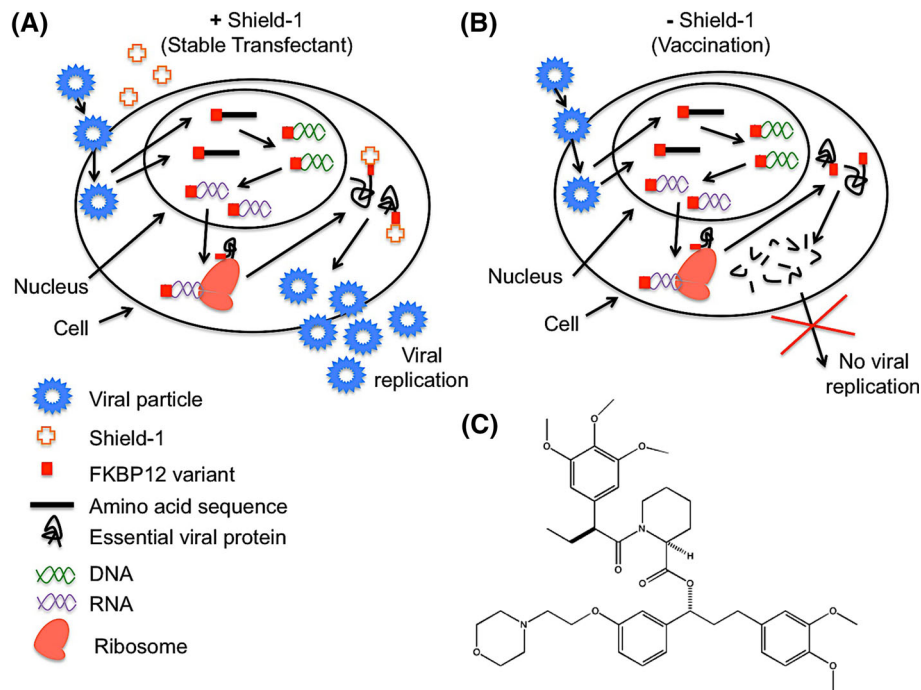 (A)
+ Shield-1
(Stable Transfectant)
Nucleus
Cell
Viral
replication
(B)
- Shield-1
(Vaccination)
Nucleus
Cell
No viral
replication
Viral particle
Shield-1
FKBP12 variant
Amino acid sequence
Essential viral protein
DNA
RNA
Ribosome
(C)
O
O
O
N
H
O
O
O
N
O
O
O
O